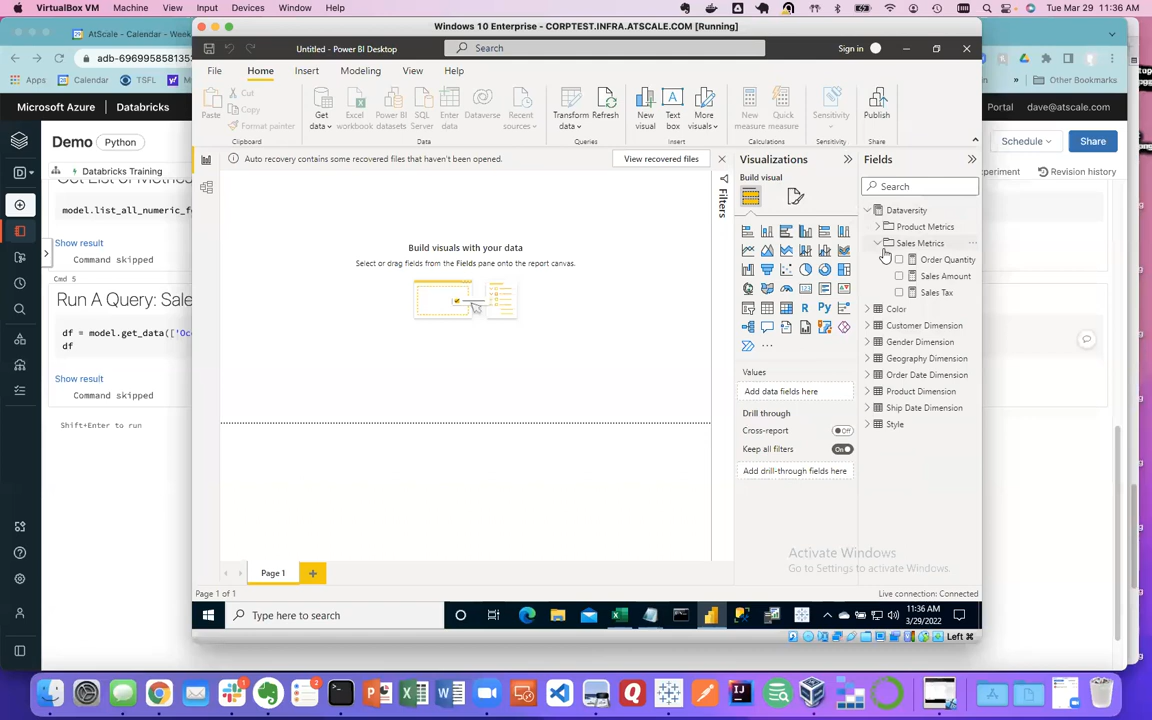 VirtualBox VM Machine View Input Devices Window Help
Tue Mar 29 11:36 AM
AtScale - Calendar - Week
adb-6969958581353
Apps Calendar TSFL
Other Bookmarks
Microsoft Azure Databricks
Portal dave@atscale.com
Demo Python
Schedule Share
Databricks Training
Revision history
Get List of Metrics
model.list_all_numeric_fe
Show result
Command skipped
Cmd 5
Run A Query: Sale
df = model.get_data(['Oc
df
Show result
Command skipped
Shift+Enter to run
Windows 10 Enterprise - CORPTEST.INFRA.ATSCALE.COM [Running]
Untitled - Power BI Desktop
Search
Sign in
File Home Insert Modeling View Help
Paste
Cut
Copy
Format painter
Clipboard
Get data
Excel workbook
Power BI datasets
SQL Server
Enter data
Dataverse
Recent sources
Data
Transform data
Refresh
Queries
New visual
Text box
More visuals
Insert
New measure
Quick measure
Calculations
Sensitivity
Sensitivity
Publish
Share
Auto recovery contains some recovered files that haven't been opened.
View recovered files
Build visuals with your data
Select or drag fields from the Fields pane onto the report canvas.
Filters
Visualizations
Build visual
Values
Add data fields here
Drill through
Cross-report Off
Keep all filters On
Add drill-through fields here
Fields
Search
Dataversity
Product Metrics
Sales Metrics
Order Quantity
Sales Amount
Sales Tax
Color
Customer Dimension
Gender Dimension
Geography Dimension
Order Date Dimension
Product Dimension
Ship Date Dimension
Style
Activate Windows
Go to Settings to activate Windows.
Page 1
Page 1 of 1
Live connection: Connected
Type here to search
11:36 AM
3/29/2022
Left ⌘